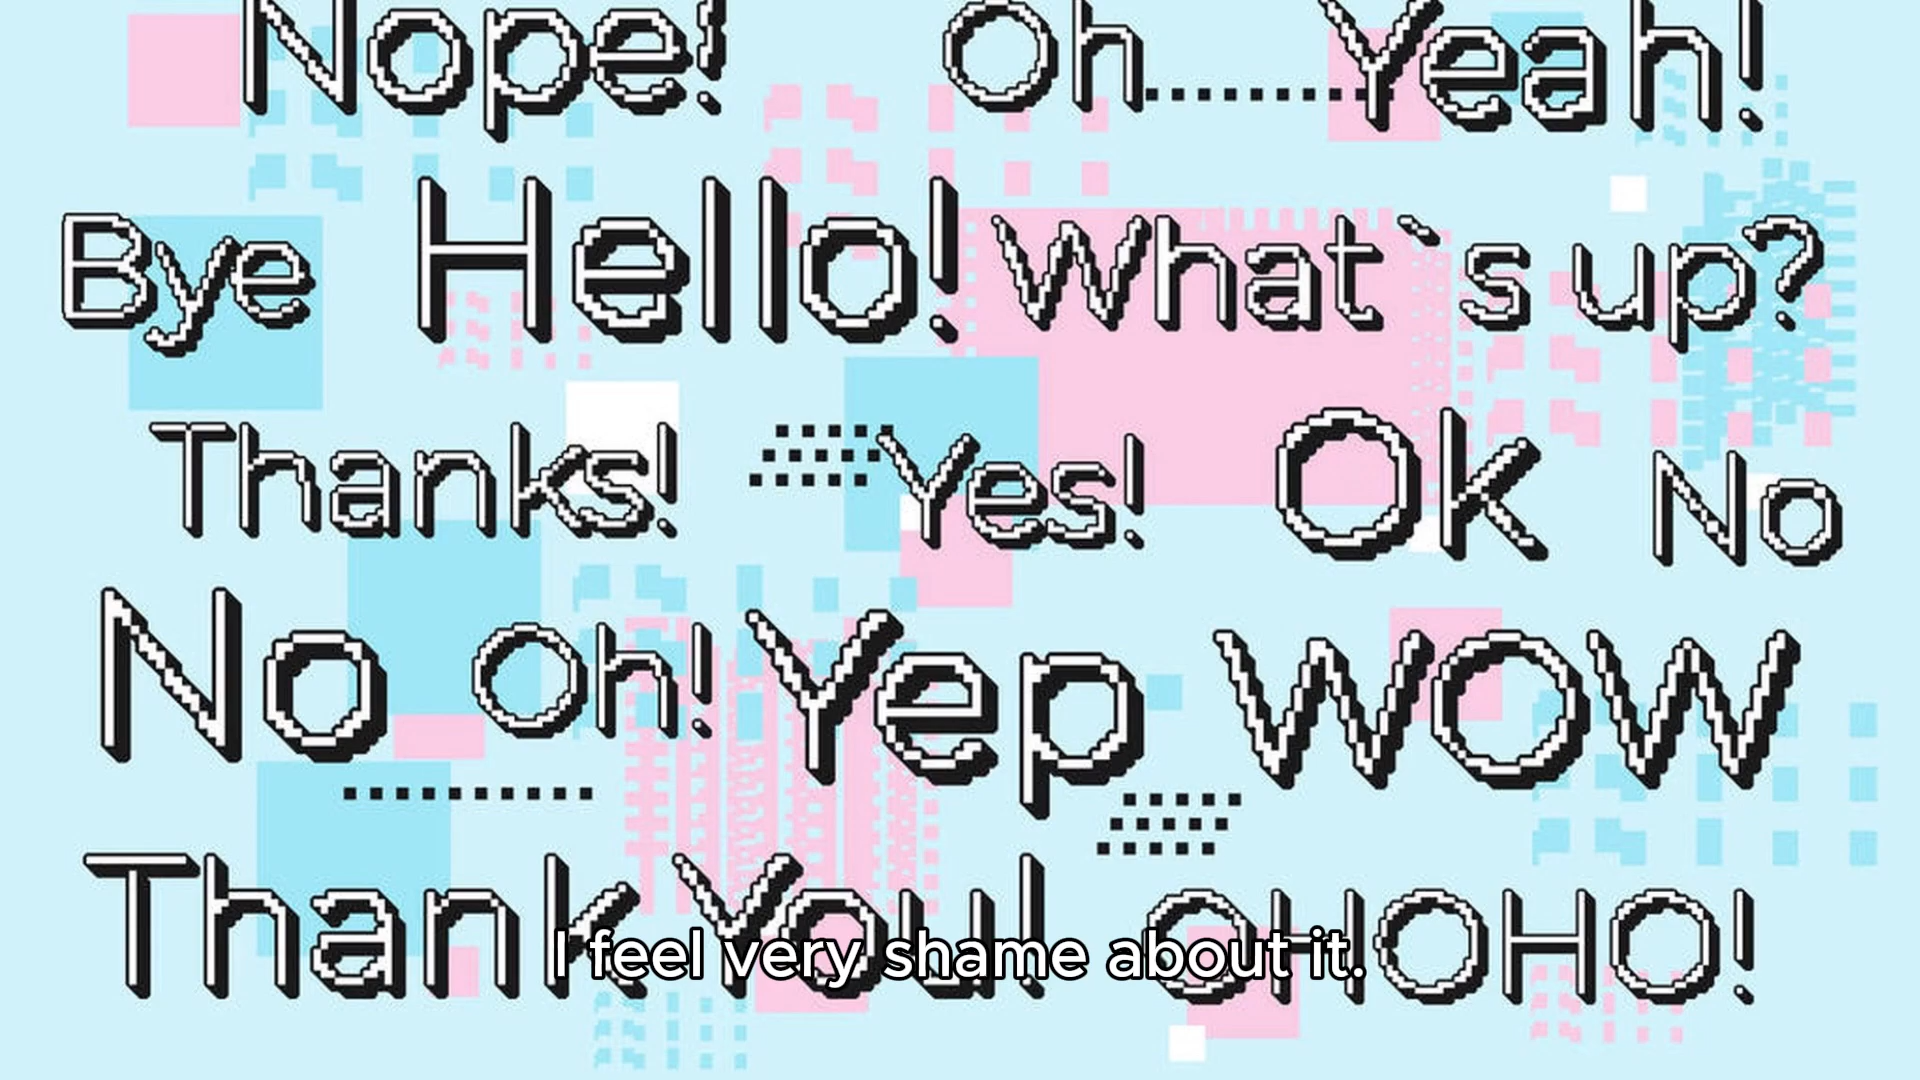 Nope! Oh Yeah!
Bye Hello! What`s up?
Thanks! Yes! Ok No
No Oh! Yep WOW
Thank You! OHOHO!
I feel very shame about it.